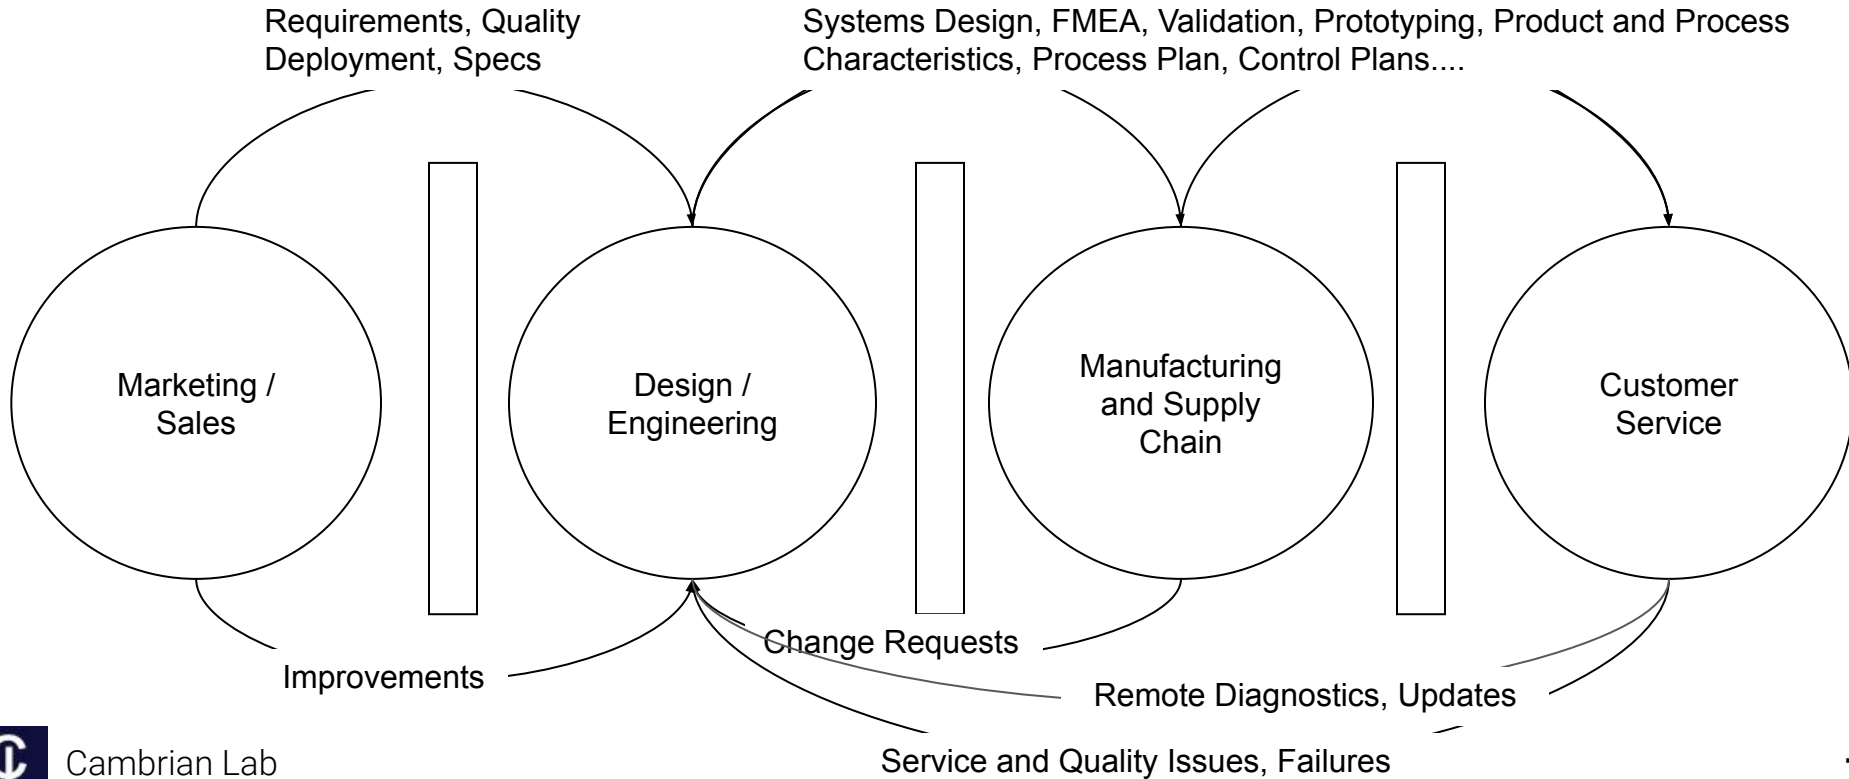 Requirements, Quality
Deployment, Specs
Systems Design, FMEA, Validation, Prototyping, Product and Process
Characteristics, Process Plan, Control Plans....
Marketing /
Sales
Design /
Engineering
Manufacturing
and Supply
Chain
Customer
Service
Change Requests
Improvements
Remote Diagnostics, Updates
Service and Quality Issues, Failures
Cambrian Lab